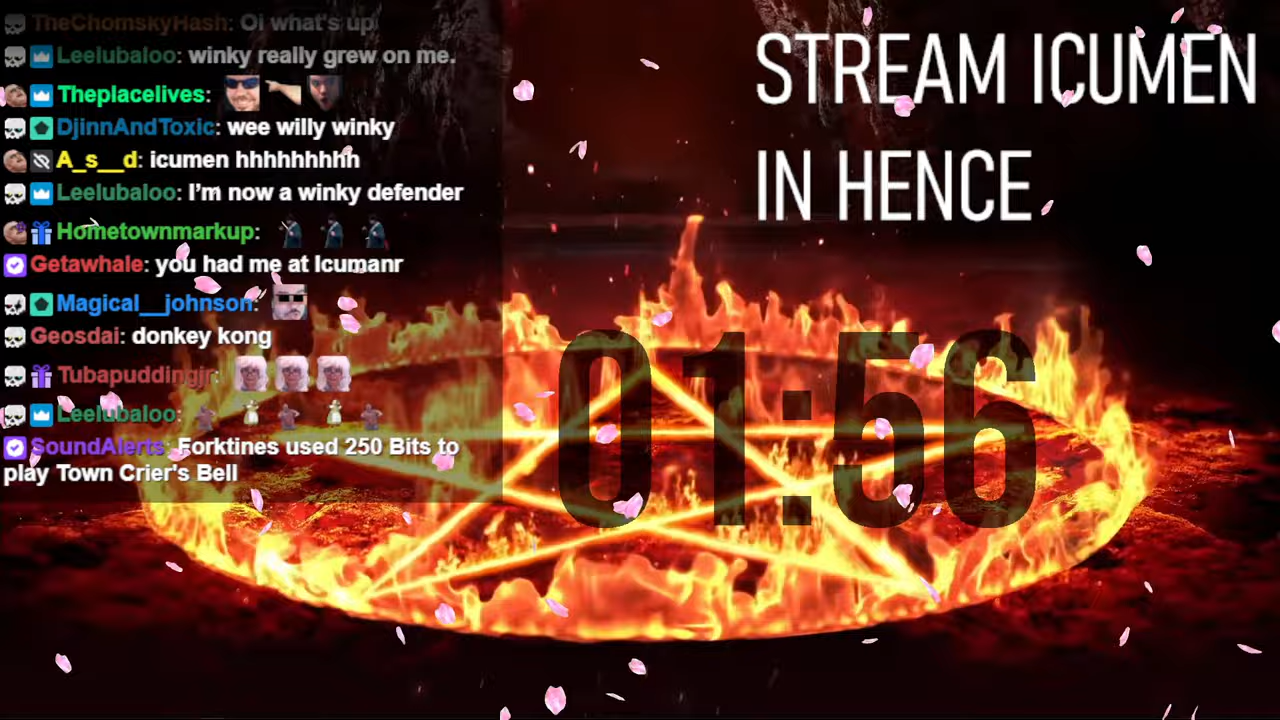 TheChomskyHash: Oi what's up
Leelubaloo: winky really grew on me.
Theplacelives:
DjinnAndToxic: wee willy winky
A_s__d: icumen hhhhhhhhh
Leelubaloo: I'm now a winky defender
Hometownmarkup:
Getawhale: you had me at Icumanr
Magical__johnson:
Geosdai: donkey kong
Tubapuddingjr:
Leelubaloo:
SoundAlerts: Forktines used 250 Bits to
play Town Crier's Bell
STREAM ICUMEN
IN HENCE
01:56